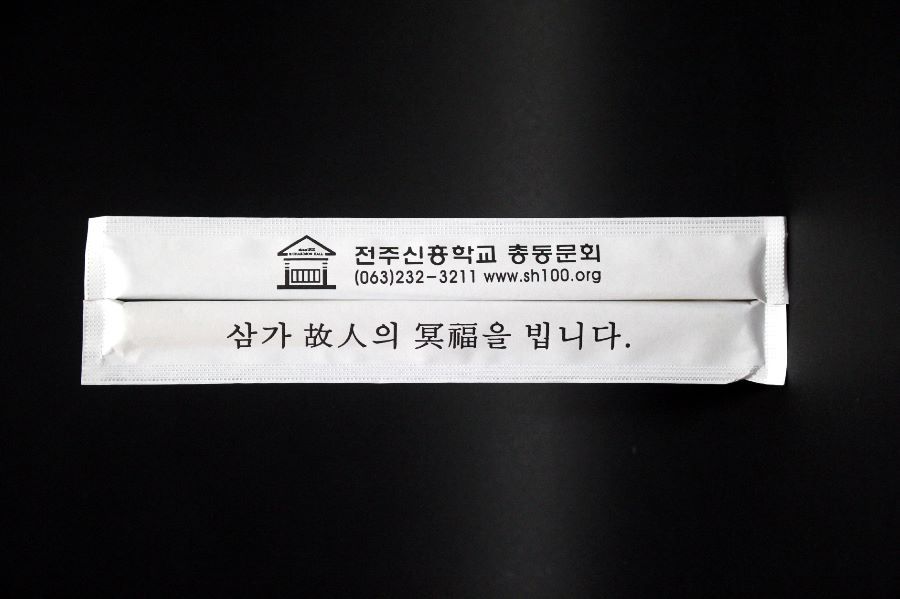 전주신흥학교 총동문회
(063)232-3211 www.sh100.org
삼가 故人의 冥福을 빕니다.